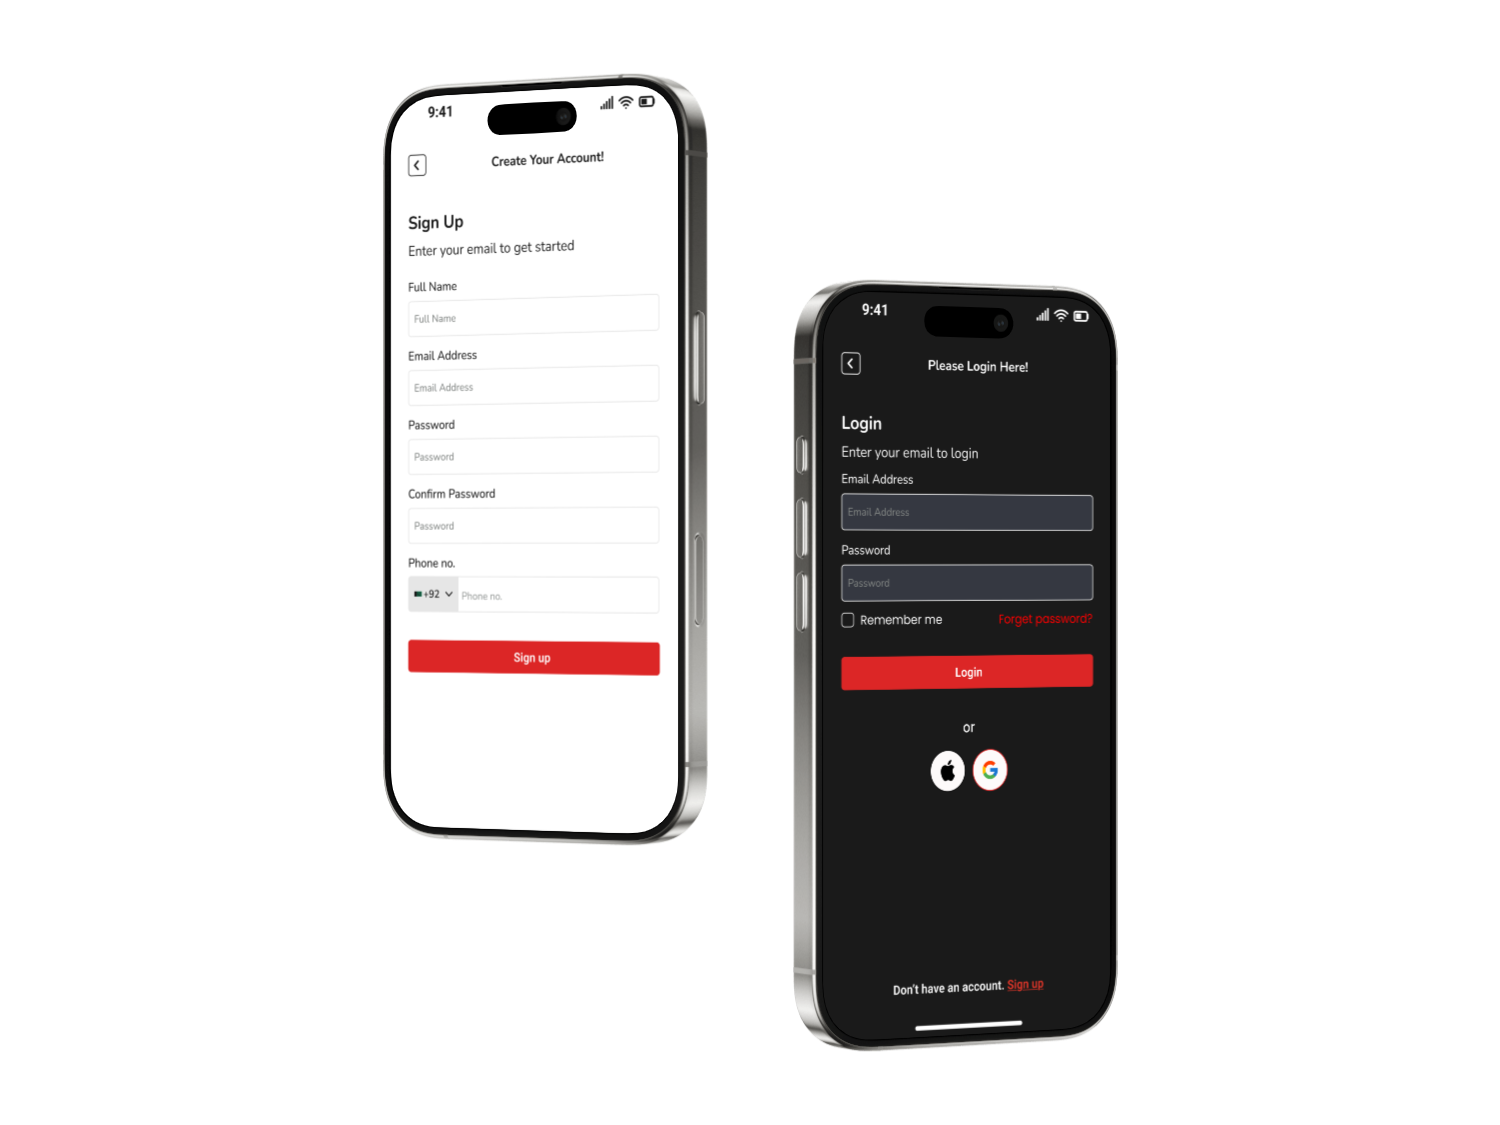 9:41
Create Your Account!
Sign Up
Enter your email to get started
Full Name
Full Name
Email Address
Email Address
Password
Password
Confirm Password
Password
Phone no.
+92 Phone no.
Sign up
9:41
Please Login Here!
Login
Enter your email to login
Email Address
Email Address
Password
Password
Remember me Forget password?
Login
or
Don't have an account. Sign up